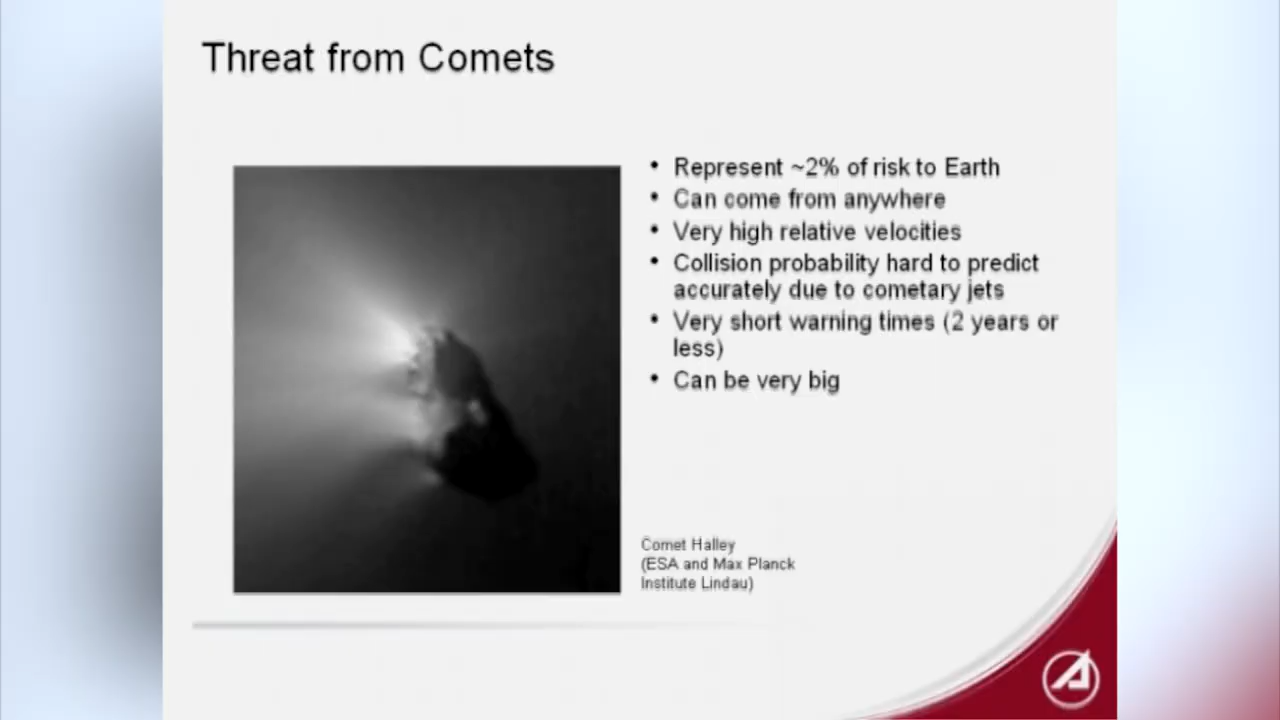 Threat from Comets
• Represent ~2% of risk to Earth
• Can come from anywhere
• Very high relative velocities
• Collision probability hard to predict
accurately due to cometary jets
• Very short warning times (2 years or
less)
• Can be very big
Comet Halley
(ESA and Max Planck
Institute Lindau)